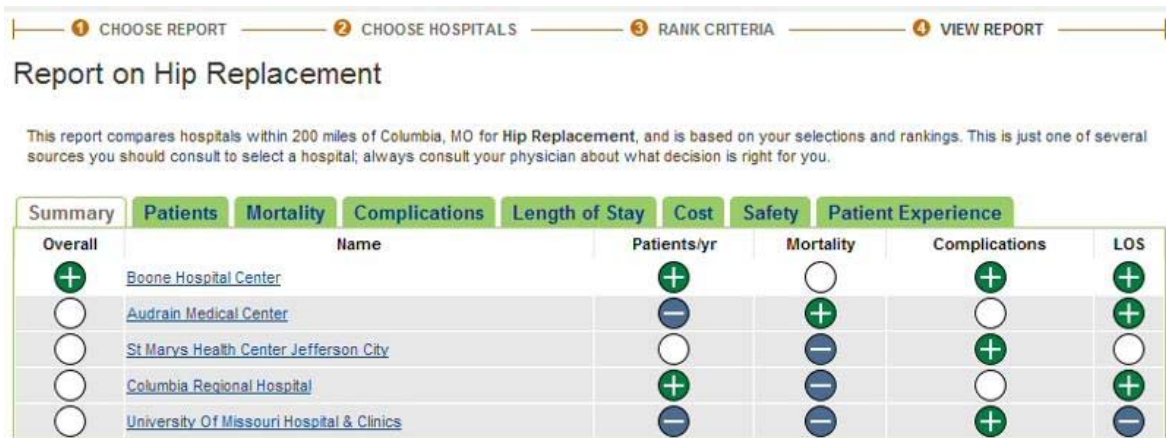 1 CHOOSE REPORT 2 CHOOSE HOSPITALS 3 RANK CRITERIA 4 VIEW REPORT
Report on Hip Replacement
This report compares hospitals within 200 miles of Columbia, MO for Hip Replacement, and is based on your selections and rankings. This is just one of several
sources you should consult to select a hospital; always consult your physician about what decision is right for you.
Summary Patients Mortality Complications Length of Stay Cost Safety Patient Experience
Overall Name Patients/yr Mortality Complications LOS
+ Boone Hospital Center + + +
Audrain Medical Center − + +
St Marys Health Center Jefferson City − +
Columbia Regional Hospital + − +
University Of Missouri Hospital & Clinics − − + −